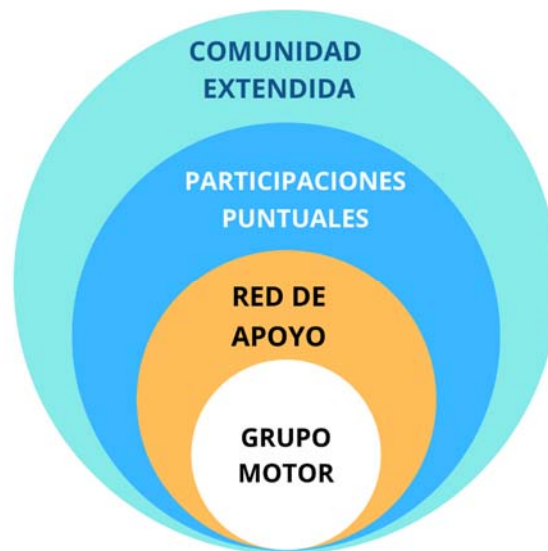 COMUNIDAD
EXTENDIDA
PARTICIPACIONES
PUNTUALES
RED DE
APOYO
GRUPO
MOTOR